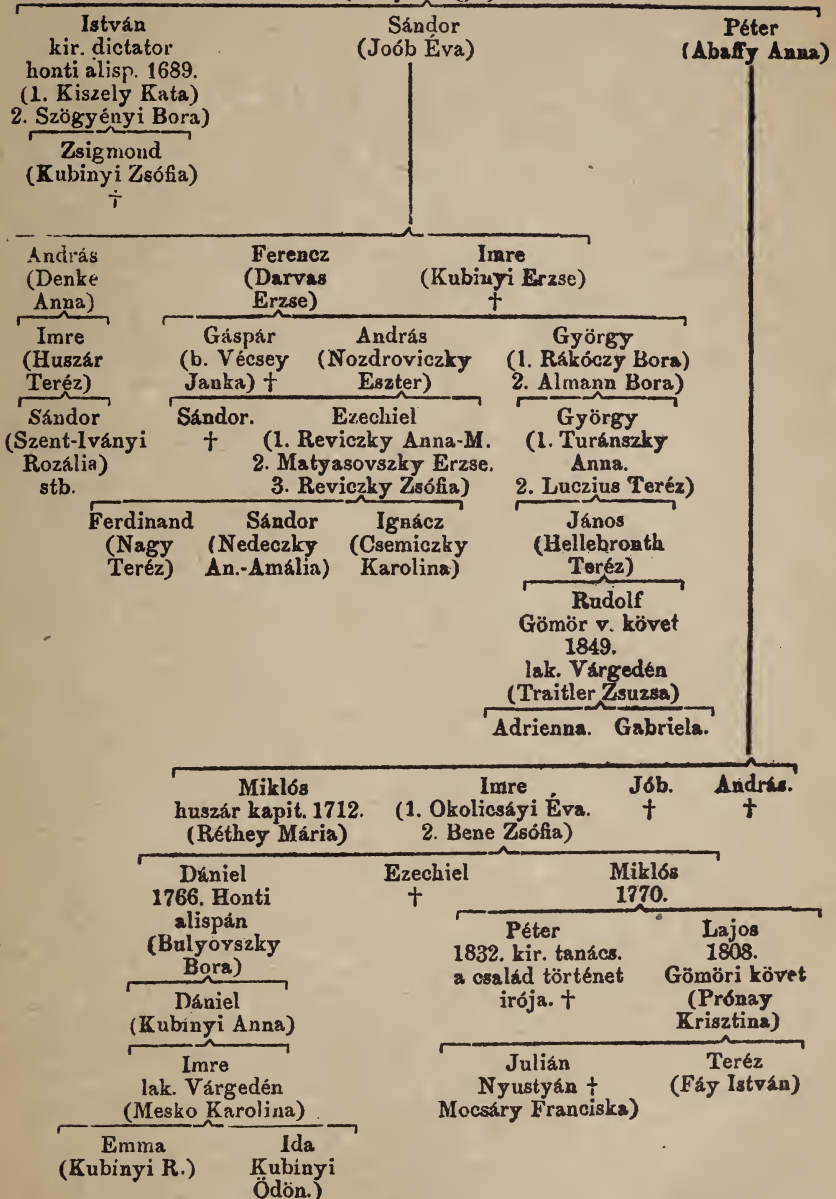 István
kir. dictator
honti alisp. 1689.
(1. Kiszely Kata)
2. Szögyényi Bora)
Sándor
(Joób Éva)
Péter
(Abaffy Anna)
Zsigmond
(Kubinyi Zsófia)
†
András
(Denke
Anna)
Ferencz
(Darvas
Erzse)
Imre
(Kubinyi Erzse)
†
Imre
(Huszár
Teréz)
Gáspár
(b. Vécsey
Janka) †
András
(Nozdroviczky
Eszter)
György
(1. Rákóczy Bora)
2. Almann Bora)
Sándor
(Szent-Iványi
Rozália)
stb.
Sándor.
†
Ezechiel
(1. Reviczky Anna-M.
2. Matyasovszky Erzse.
3. Reviczky Zsófia)
György
(1. Turánszky
Anna.
2. Luczius Teréz)
Ferdinand
(Nagy
Teréz)
Sándor
(Nedeczky
An.-Amália)
Ignácz
(Csemiczky
Karolina)
János
(Hellebronth
Teréz)
Rudolf
Gömör v. követ
1849.
lak. Várgedén
(Traitler Zsuzsa)
Adrienna. Gabriela.
Miklós
huszár kapit. 1712.
(Réthey Mária)
Imre
(1. Okolicsáyi Éva.
2. Bene Zsófia)
Jób.
†
András.
†
Dániel
1766. Honti
alispán
(Bulyovszky
Bora)
Ezechiel
†
Miklós
1770.
Péter
1832. kir. tanács.
a család történet
irója. †
Lajos
1808.
Gömöri követ
(Prónay
Krisztina)
Dániel
(Kubinyi Anna)
Imre
lak. Várgedén
(Mesko Karolina)
Julián
Nyustyán †
Mocsáry Franciska)
Teréz
(Fáy István)
Emma
(Kubinyi R.)
Ida
Kubinyi
Ödön.)